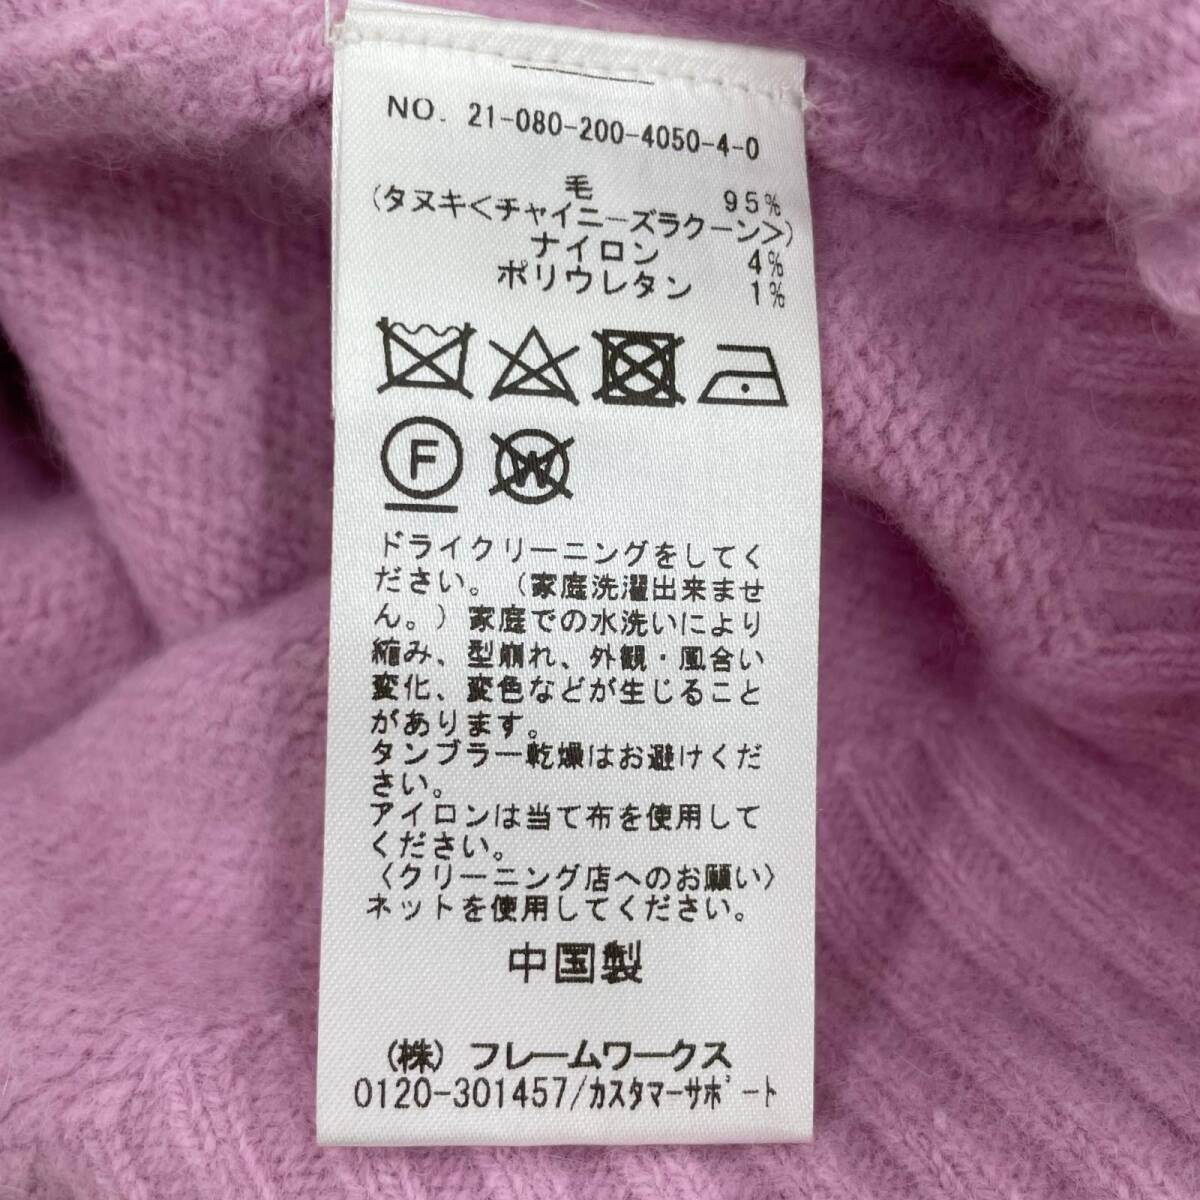 NO. 21-080-200-4050-4-0
毛 95%
(タヌキ<チャイニーズラクーン>)
ナイロン 4%
ポリウレタン 1%
F W
ドライクリーニングをしてく
ださい。（家庭洗濯出来ませ
ん。）家庭での水洗いにより
縮み、型崩れ、外観・風合い
変化、変色などが生じること
があります。
タンブラー乾燥はお避けくだ
さい。
アイロンは当て布を使用して
ください。
〈クリーニング店へのお願い〉
ネットを使用してください。
中国製
(株) フレームワークス
0120-301457/カスタマーサポート